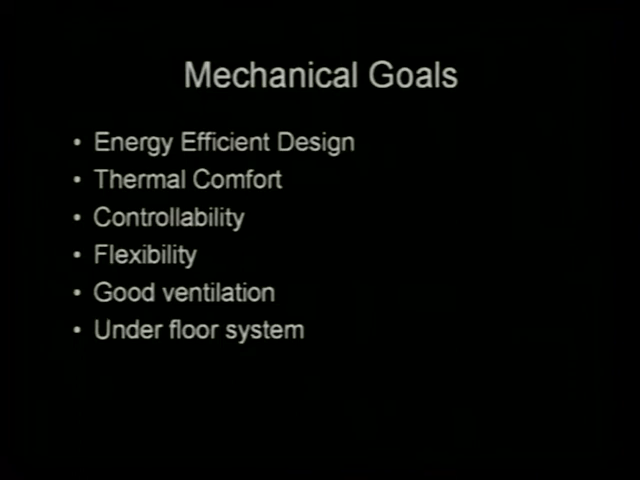 Mechanical Goals
• Energy Efficient Design
• Thermal Comfort
• Controllability
• Flexibility
• Good ventilation
• Under floor system